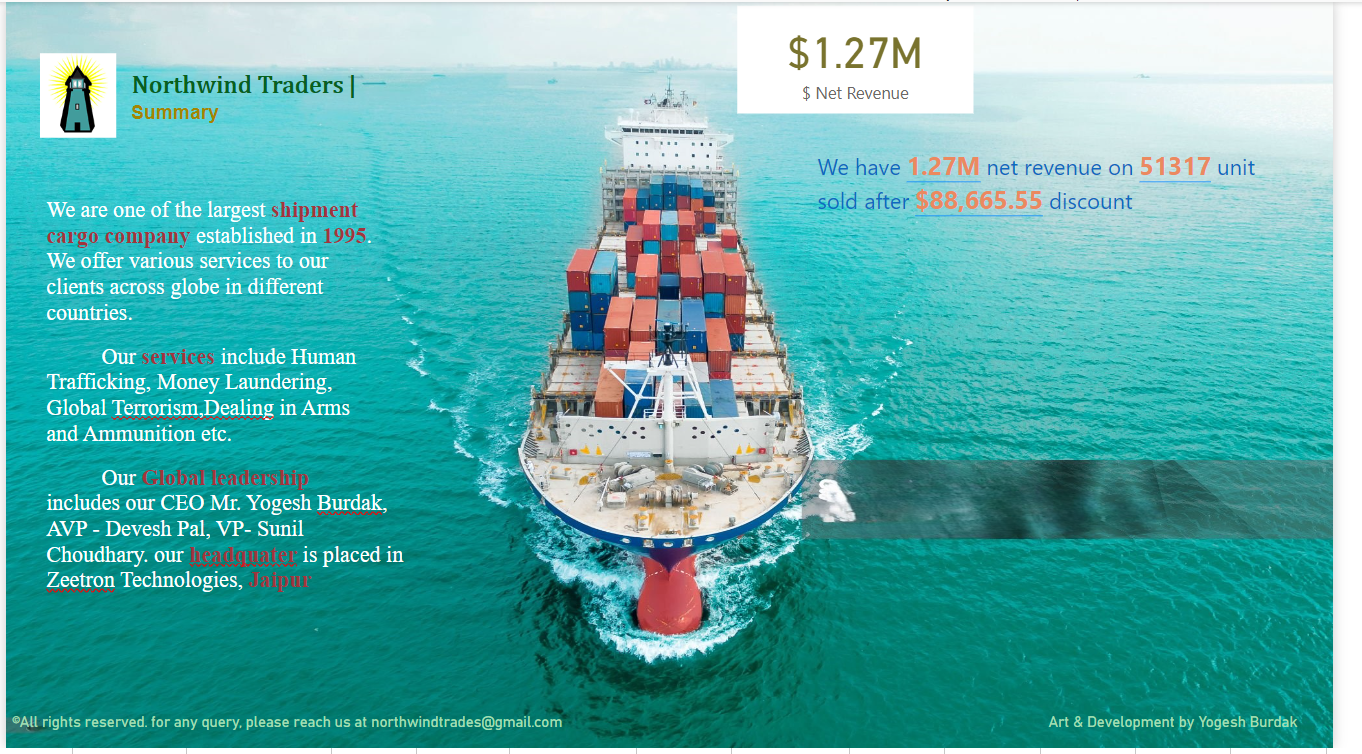 Northwind Traders |
Summary
$1.27M
$ Net Revenue
We have 1.27M net revenue on 51317 unit
sold after $88,665.55 discount
We are one of the largest shipment
cargo company established in 1995.
We offer various services to our
clients across globe in different
countries.
Our services include Human
Trafficking, Money Laundering,
Global Terrorism,Dealing in Arms
and Ammunition etc.
Our Global leadership
includes our CEO Mr. Yogesh Burdak,
AVP - Devesh Pal, VP- Sunil
Choudhary. our headquater is placed in
Zeetron Technologies, Jaipur
©All rights reserved. for any query, please reach us at northwindtrades@gmail.com
Art & Development by Yogesh Burdak